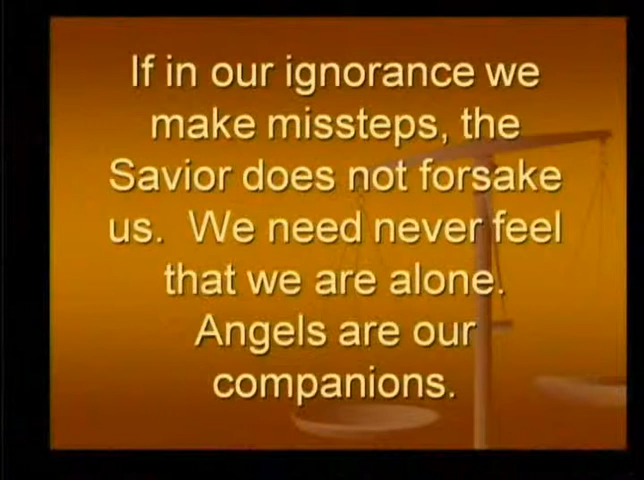 If in our ignorance we
make missteps, the
Savior does not forsake
us.  We need never feel
that we are alone.
Angels are our
companions.